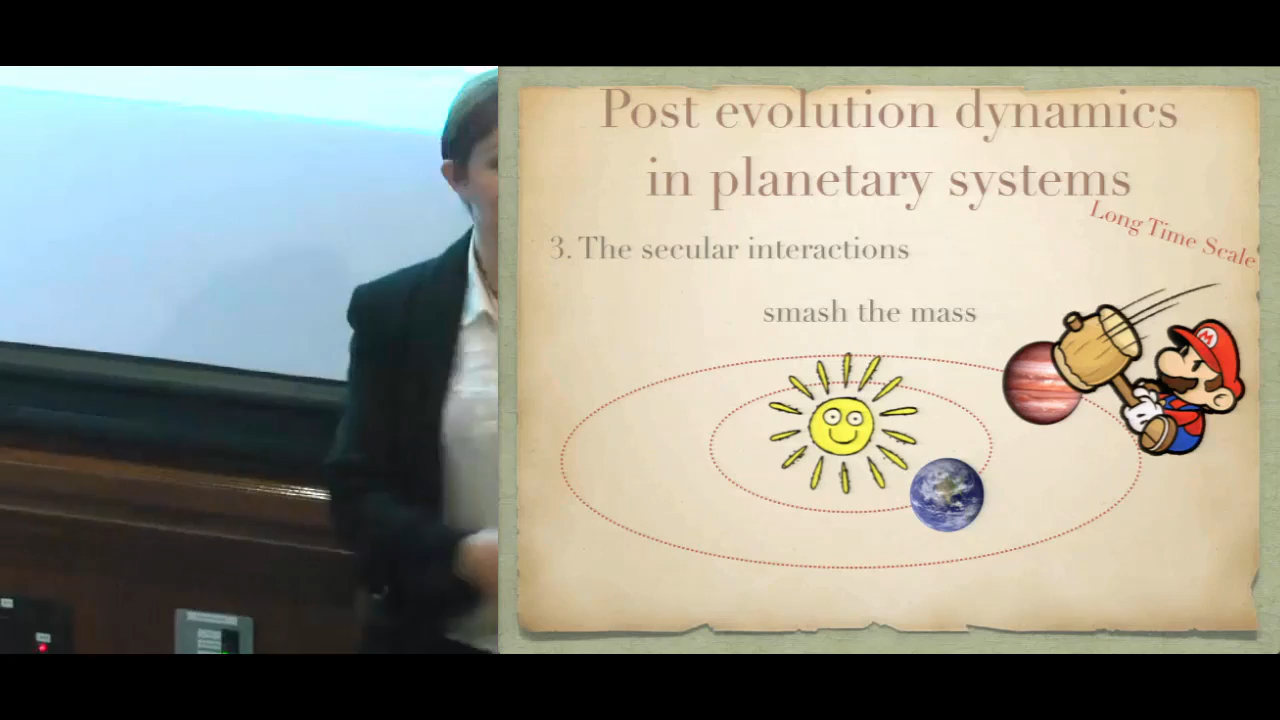 Post evolution dynamics
in planetary systems
Long Time Scale
3. The secular interactions
smash the mass
M